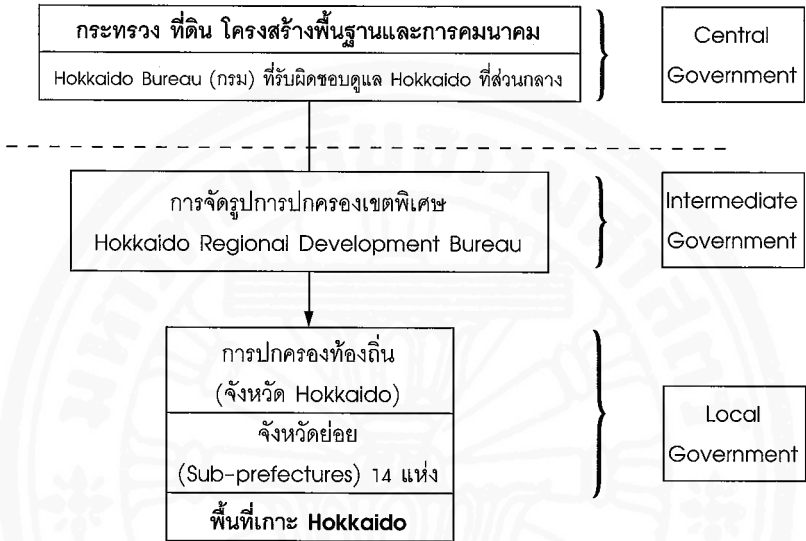 กระทรวง ที่ดิน โครงสร้างพื้นฐานและการคมนาคม
Hokkaido Bureau (กรม) ที่รับผิดชอบดูแล Hokkaido ที่ส่วนกลาง
Central
Government
การจัดรูปการปกครองเขตพิเศษ
Hokkaido Regional Development Bureau
Intermediate
Government
การปกครองท้องถิ่น
(จังหวัด Hokkaido)
จังหวัดย่อย
(Sub-prefectures) 14 แห่ง
พื้นที่เกาะ Hokkaido
Local
Government